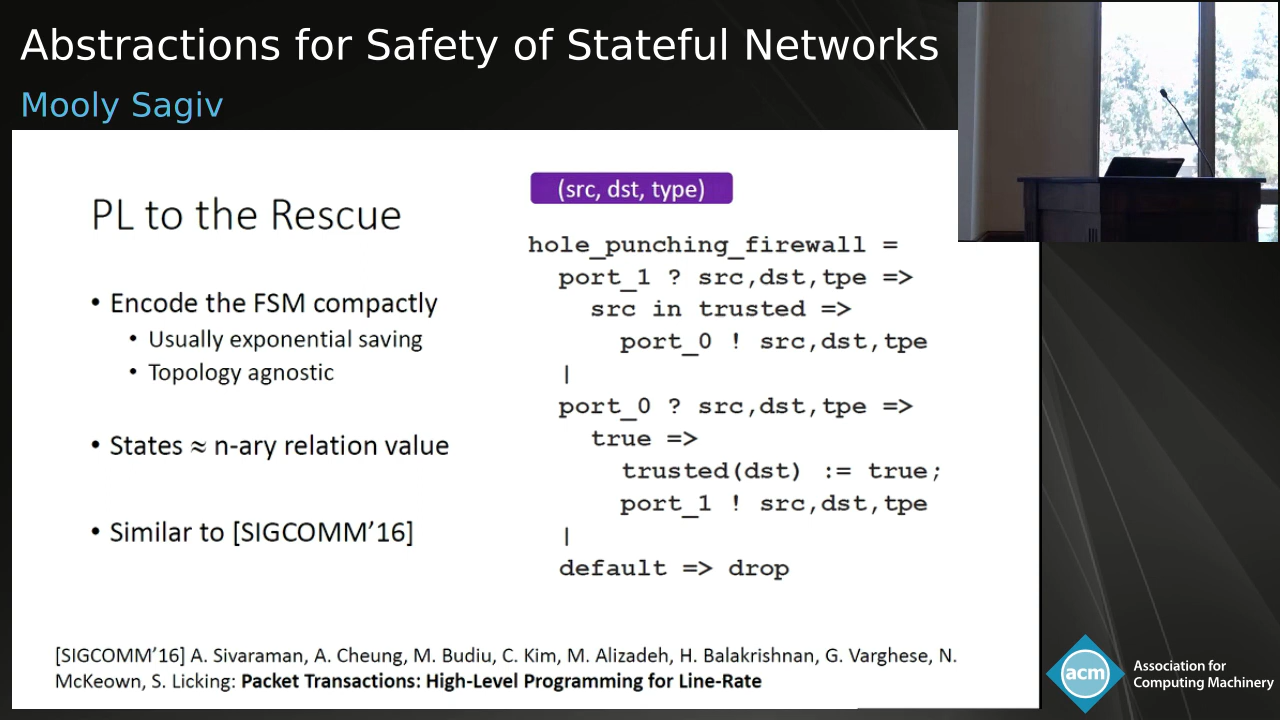 Abstractions for Safety of Stateful Networks
Mooly Sagiv
PL to the Rescue
• Encode the FSM compactly
• Usually exponential saving
• Topology agnostic
• States ≈ n-ary relation value
• Similar to [SIGCOMM’16]
(src, dst, type)
hole_punching_firewall =
port_1 ? src,dst,tpe =>
src in trusted =>
port_0 ! src,dst,tpe
|
port_0 ? src,dst,tpe =>
true =>
trusted(dst) := true;
port_1 ! src,dst,tpe
|
default => drop
[SIGCOMM’16] A. Sivaraman, A. Cheung, M. Budiu, C. Kim, M. Alizadeh, H. Balakrishnan, G. Varghese, N.
McKeown, S. Licking: Packet Transactions: High-Level Programming for Line-Rate
acm
Association for
Computing Machinery